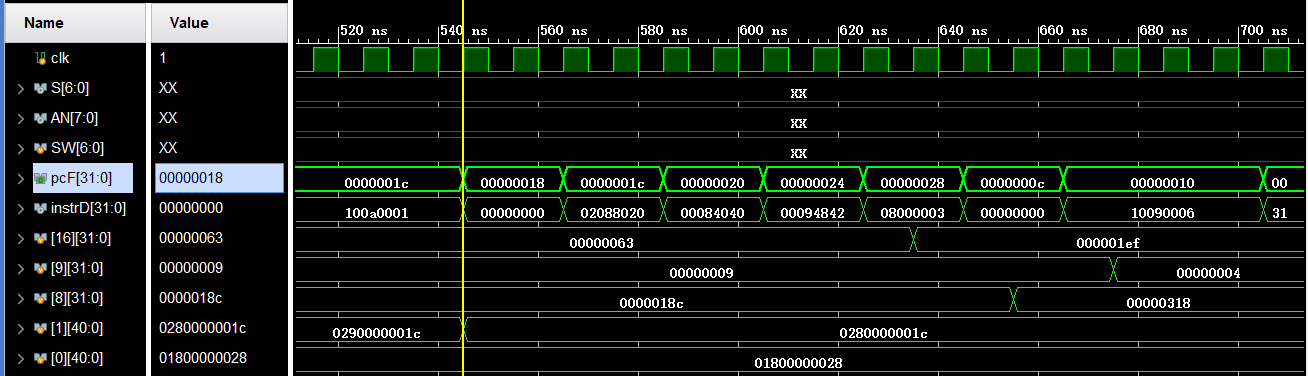 Name Value 520 ns 540 ns 560 ns 580 ns 600 ns 620 ns 640 ns 660 ns 680 ns 700 ns
clk 1
S[6:0] XX XX
AN[7:0] XX XX
SW[6:0] XX XX
pcF[31:0] 00000018 0000001c 00000018 0000001c 00000020 00000024 00000028 0000000c 00000010 00
instrD[31:0] 00000000 100a0001 00000000 02088020 00084040 00094842 08000003 00000000 10090006 31
[16][31:0] 00000063 00000063 000001ef
[9][31:0] 00000009 00000009 00000004
[8][31:0] 0000018c 0000018c 00000318
[1][40:0] 0280000001c 0290000001c 0280000001c
[0][40:0] 01800000028 01800000028